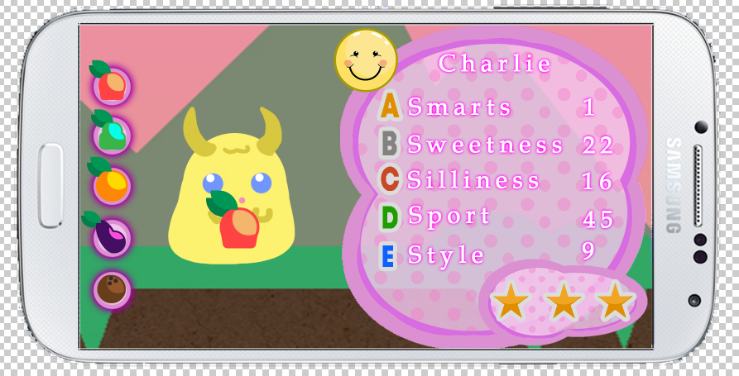 Charlie
A Smarts 1
B Sweetness 22
C Silliness 16
D Sport 45
E Style 9
SAMSUNG